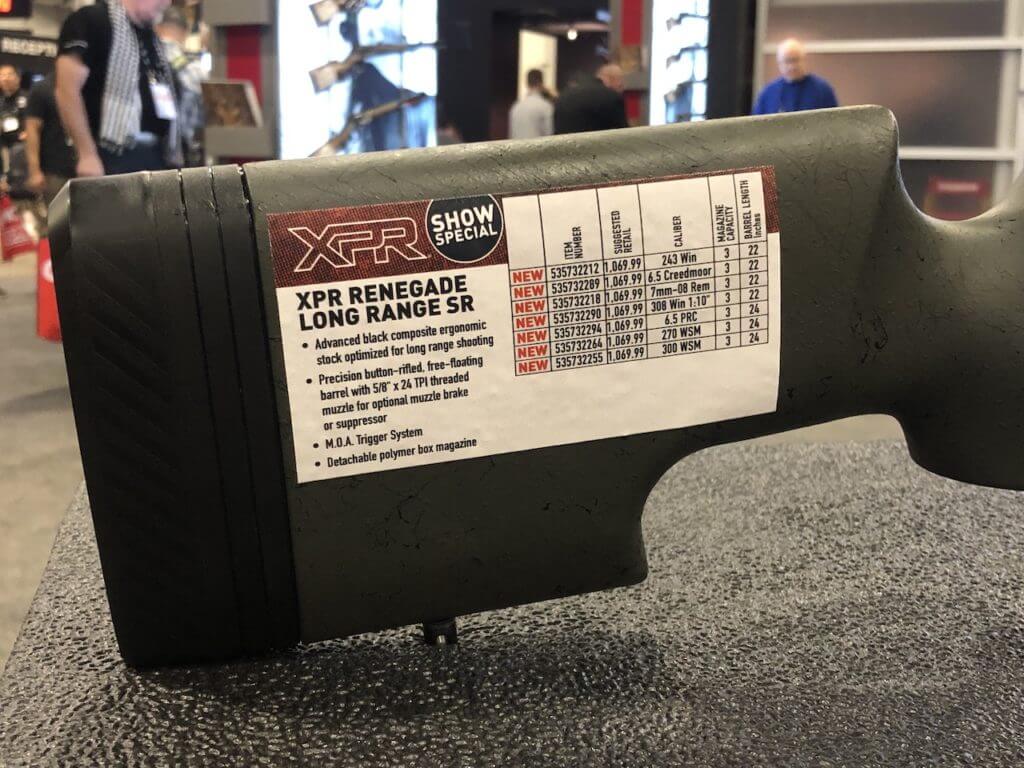 RECEPT
XPR
SHOW
SPECIAL
XPR RENEGADE
LONG RANGE SR
• Advanced black composite ergonomic
stock optimized for long range shooting
• Precision button-rifled, free-floating
barrel with 5/8" x 24 TPI threaded
muzzle for optional muzzle brake
or suppressor
• M.O.A. Trigger System
• Detachable polymer box magazine
ITEM NUMBER SUGGESTED RETAIL CALIBER MAGAZINE CAPACITY BARREL LENGTH inches
NEW 535732212 1,069.99 243 Win 3 22
NEW 535732289 1,069.99 6.5 Creedmoor 3 22
NEW 535732218 1,069.99 7mm-08 Rem 3 22
NEW 535732290 1,069.99 308 Win 1:10" 3 22
NEW 535732294 1,069.99 6.5 PRC 3 24
NEW 535732264 1,069.99 270 WSM 3 24
NEW 535732255 1,069.99 300 WSM 3 24